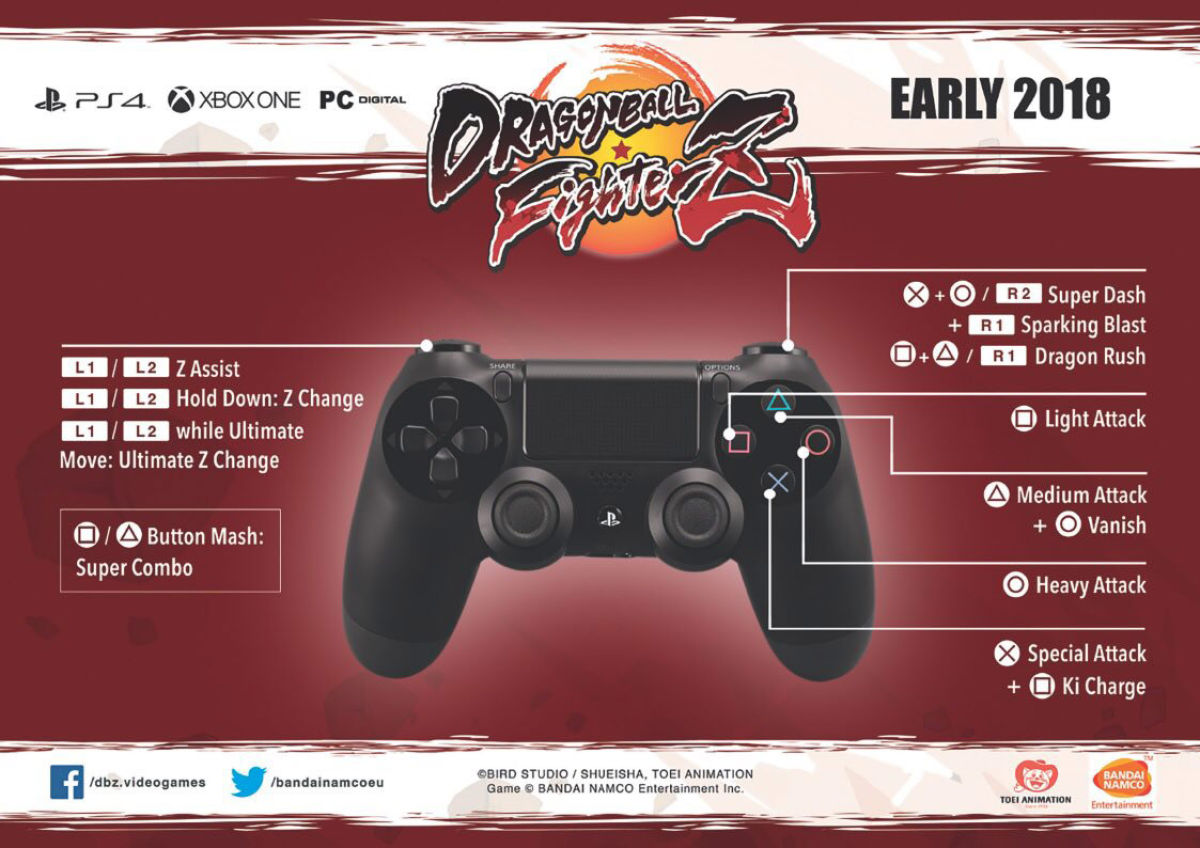 PS4 XBOX ONE PC DIGITAL
DRAGONBALL
FighterZ
EARLY 2018
L1 / L2 Z Assist
L1 / L2 Hold Down: Z Change
L1 / L2 while Ultimate
Move: Ultimate Z Change
□ / △ Button Mash:
Super Combo
SHARE
OPTIONS
ⓧ + ○ / R2 Super Dash
+ R1 Sparking Blast
□ + △ / R1 Dragon Rush
□ Light Attack
△ Medium Attack
+ ○ Vanish
○ Heavy Attack
ⓧ Special Attack
+ □ Ki Charge
/dbz.videogames
/bandainamcoeu
©BIRD STUDIO / SHUEISHA, TOEI ANIMATION
Game © BANDAI NAMCO Entertainment Inc.
TOEI ANIMATION
BANDAI
NAMCO
Entertainment
TM